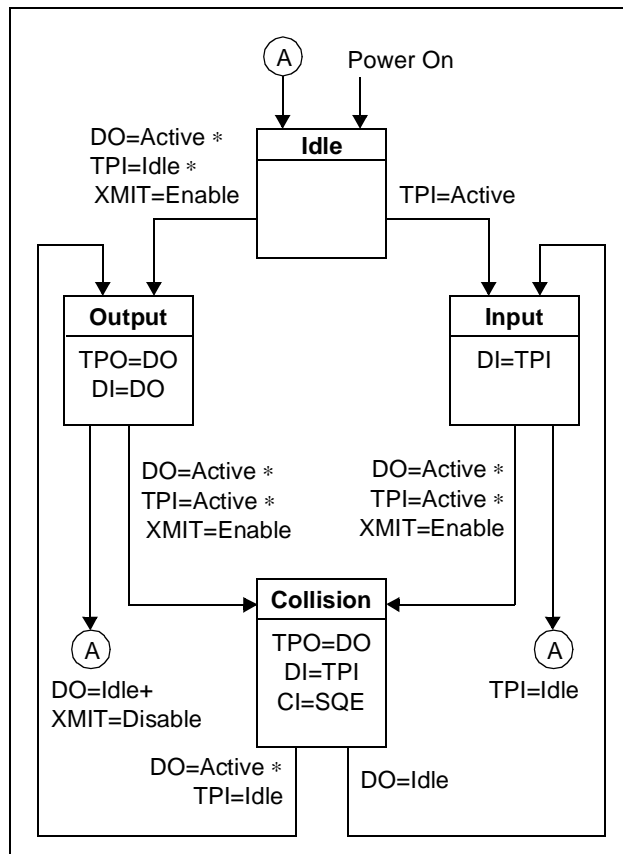 A
Power On
DO=Active *
TPI=Idle *
XMIT=Enable
Idle
TPI=Active
Output
TPO=DO
DI=DO
Input
DI=TPI
DO=Active *
TPI=Active *
XMIT=Enable
DO=Active *
TPI=Active *
XMIT=Enable
Collision
TPO=DO
DI=TPI
CI=SQE
A
DO=Idle+
XMIT=Disable
A
TPI=Idle
DO=Active *
TPI=Idle
DO=Idle